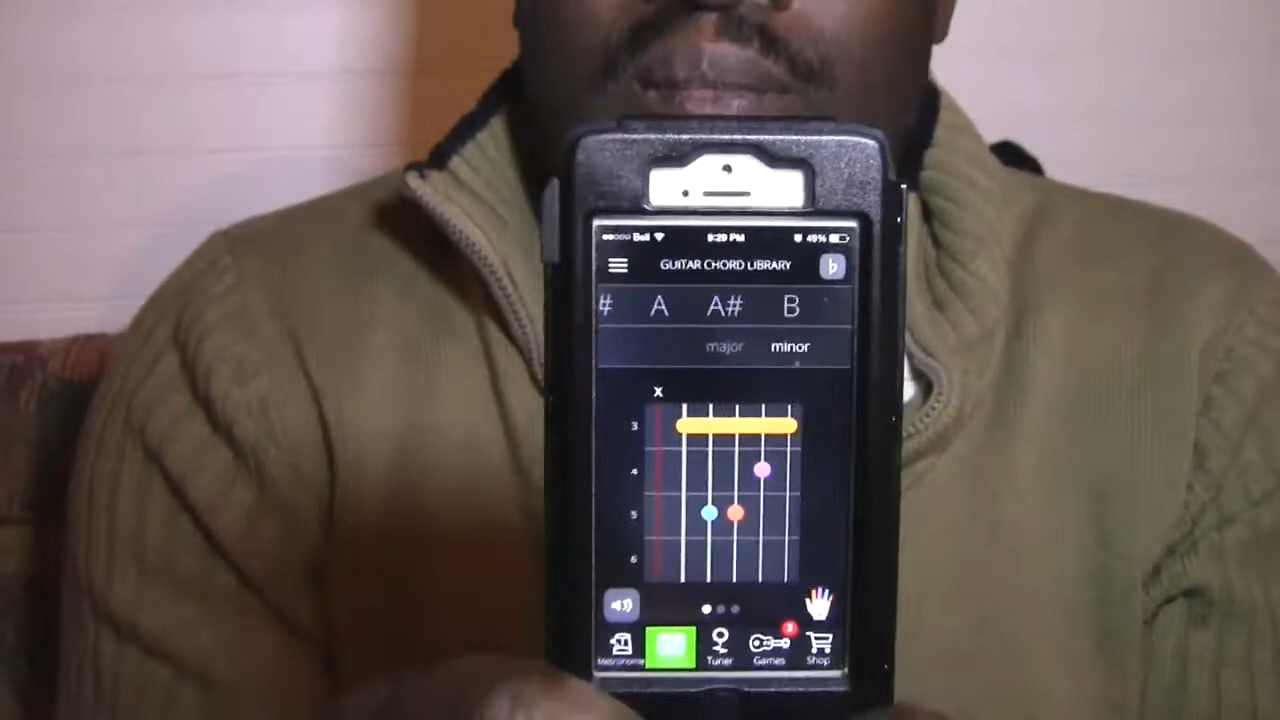 Bell 9:29 PM 49%
GUITAR CHORD LIBRARY b
# A A# B
major minor
x
3
4
5
6
3
Metronome Tuner Games Shop